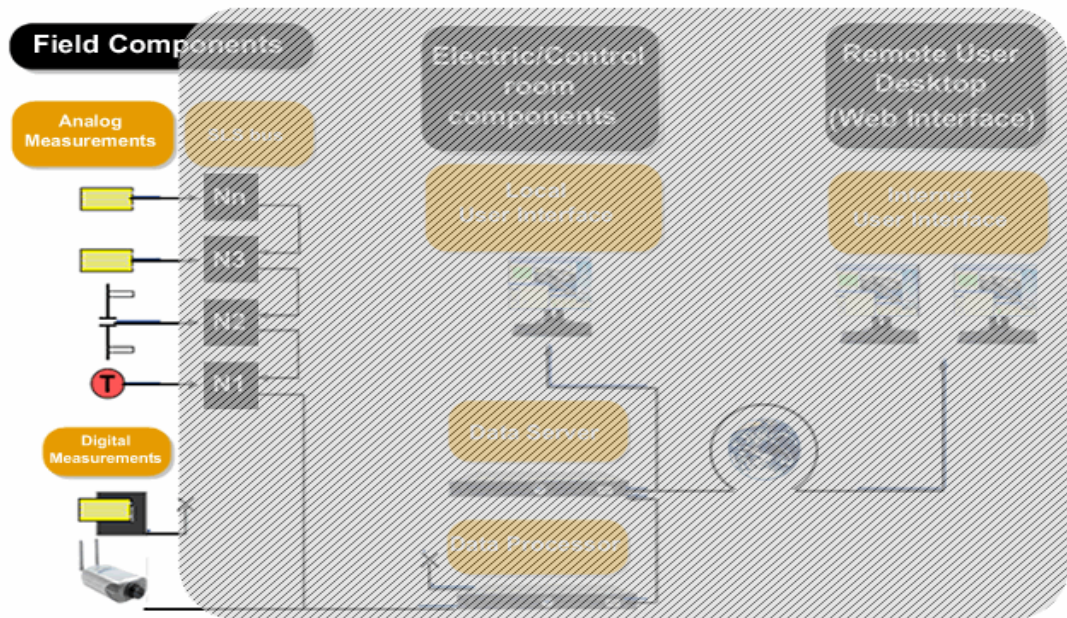 Field Components
Electric/Control
room
components
Remote User
Desktop
(Web Interface)
Analog
Measurements
Local
User Interface
Internet
User Interface
Nn
N3
N2
N1
T
Digital
Measurements
Data Server
Data Processor